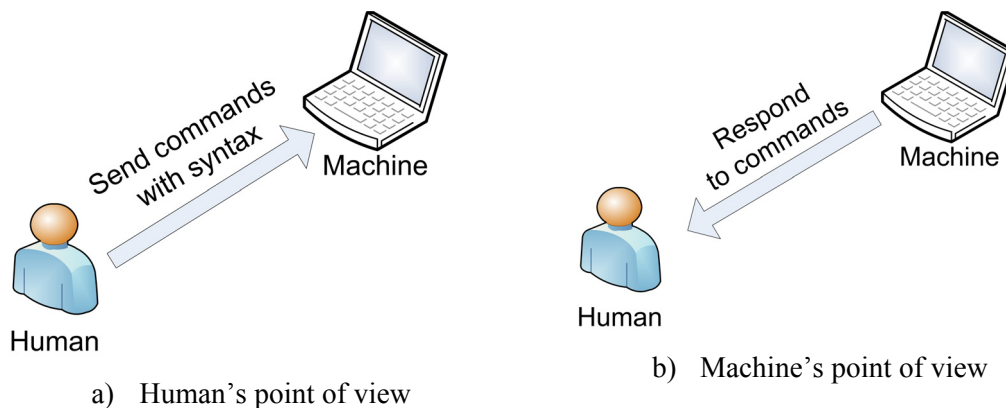 Send commands
with syntax
Machine
Human
a) Human's point of view
Respond
to commands
Machine
Human
b) Machine's point of view